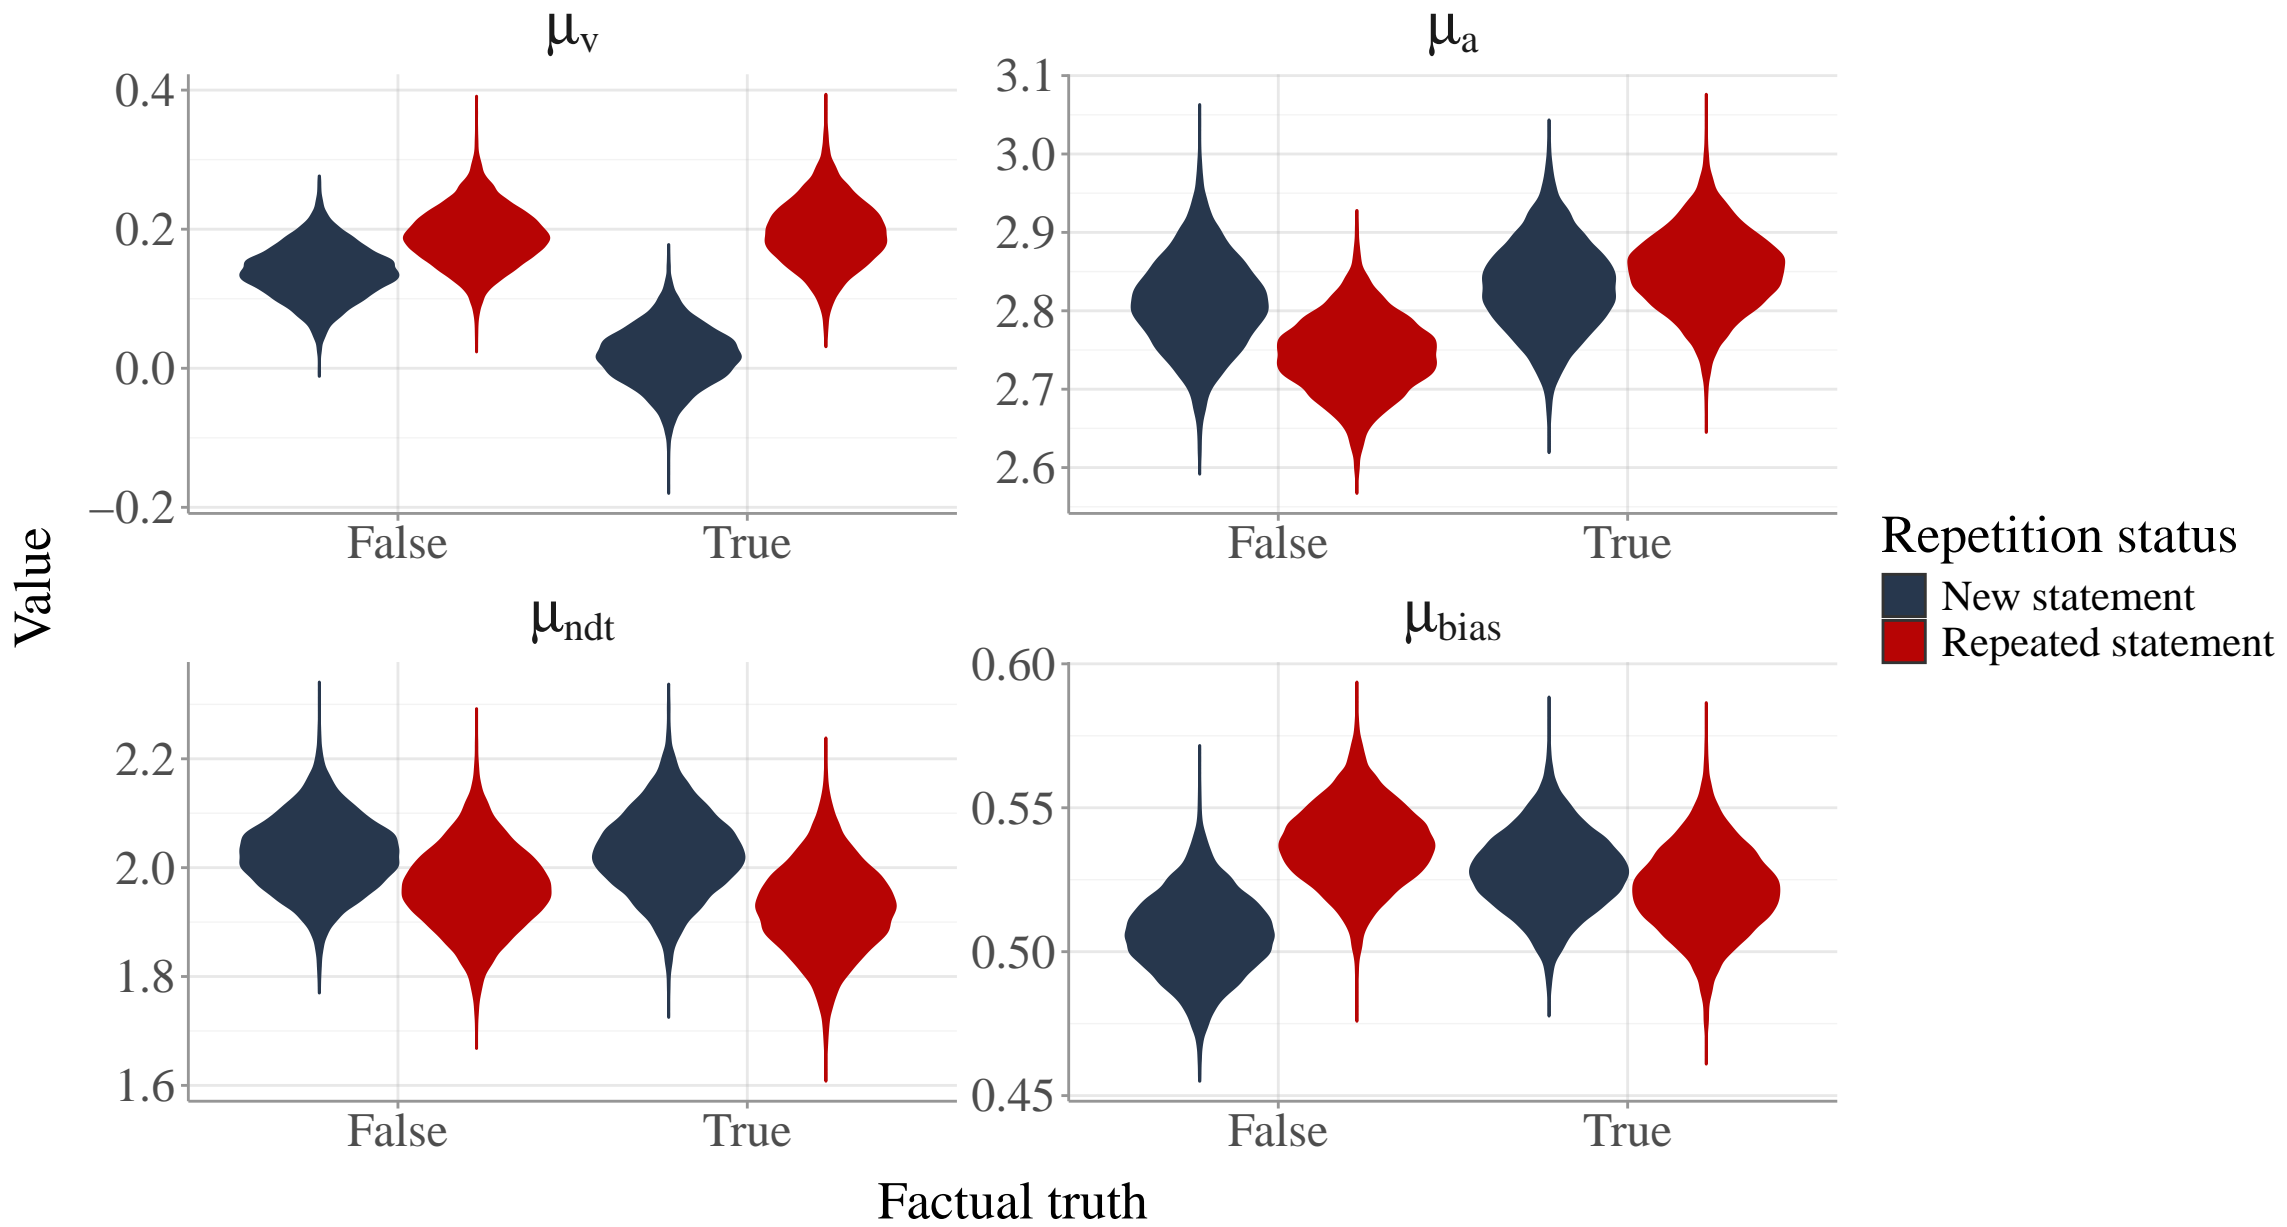 μv
μa
0.4
0.2
0.0
−0.2
3.1
3.0
2.9
2.8
2.7
2.6
False True
False True
Value
Repetition status
New statement
Repeated statement
μndt
μbias
2.2
2.0
1.8
1.6
0.60
0.55
0.50
0.45
False True
False True
Factual truth